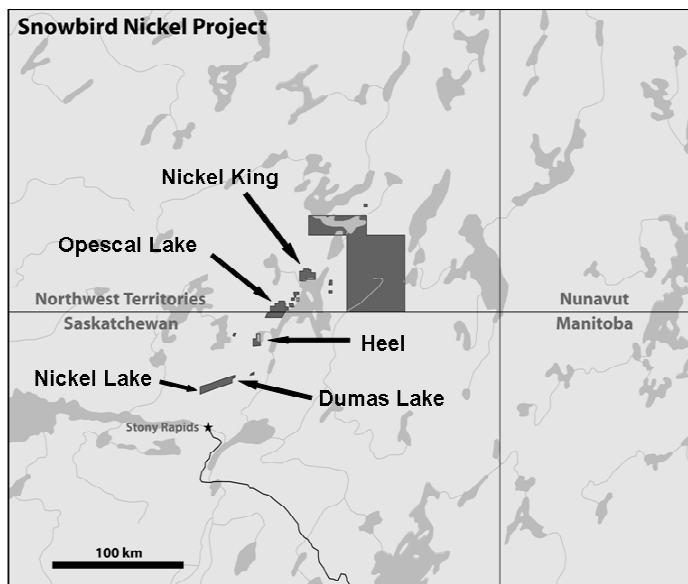 Snowbird Nickel Project
Nickel King
Opescal Lake
Northwest Territories
Saskatchewan
Nunavut
Manitoba
Heel
Nickel Lake
Dumas Lake
Stony Rapids
100 km